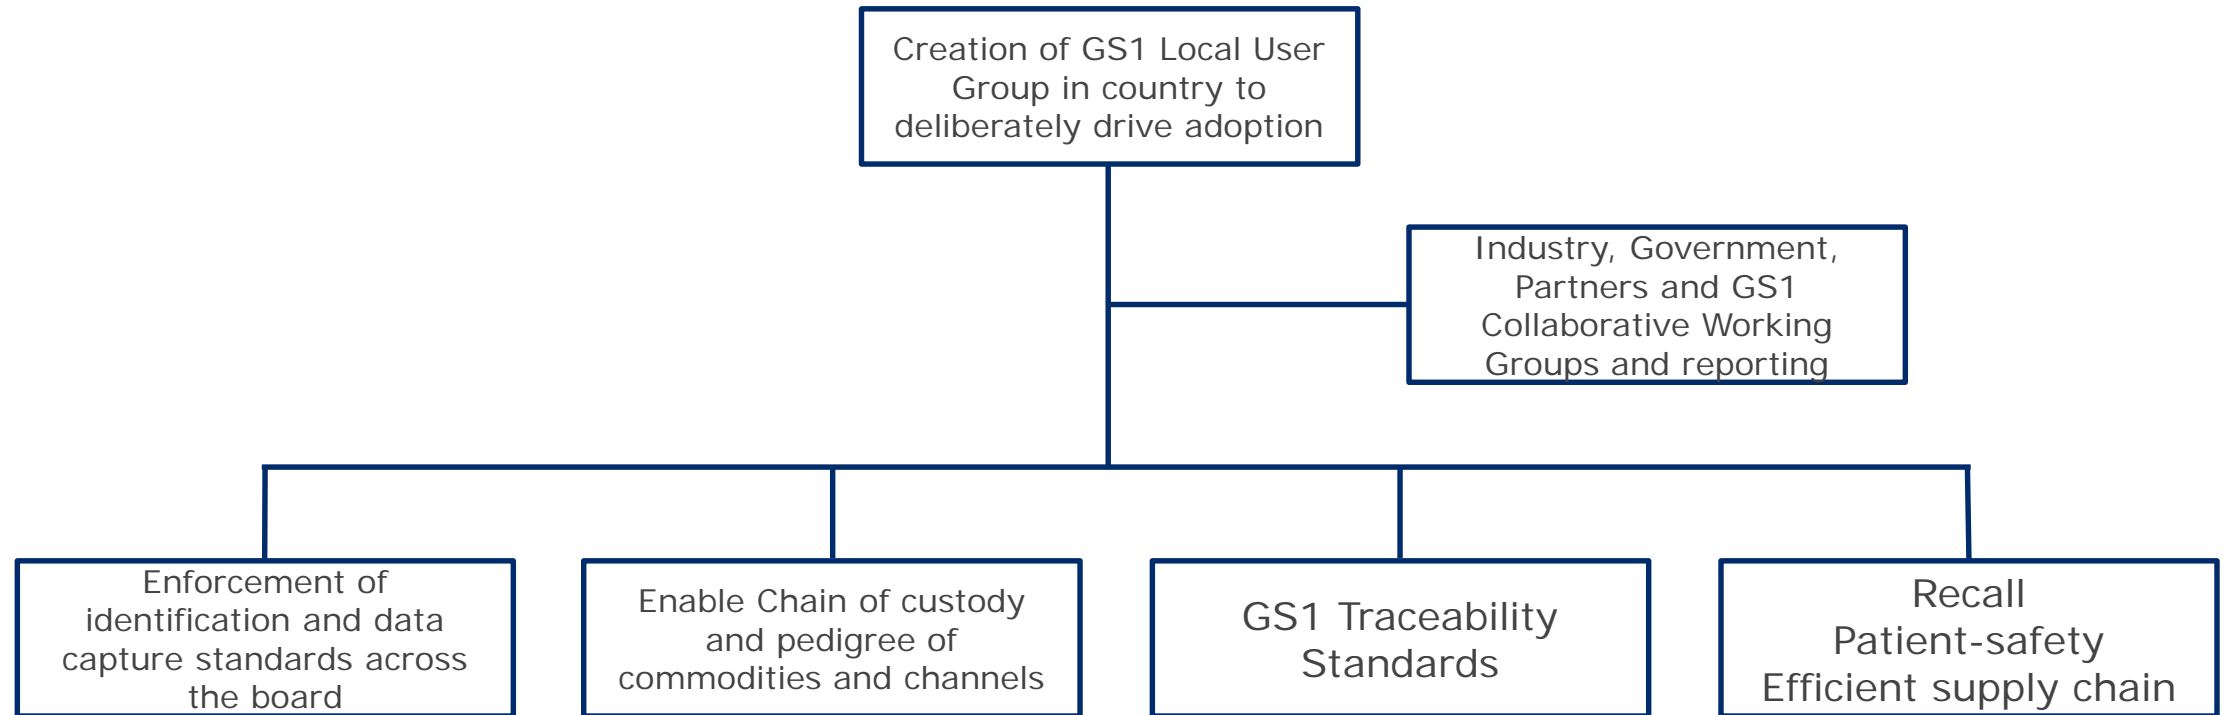 Creation of GS1 Local User
Group in country to
deliberately drive adoption
Industry, Government,
Partners and GS1
Collaborative Working
Groups and reporting
Enforcement of
identification and data
capture standards across
the board
Enable Chain of custody
and pedigree of
commodities and channels
GS1 Traceability
Standards
Recall
Patient-safety
Efficient supply chain